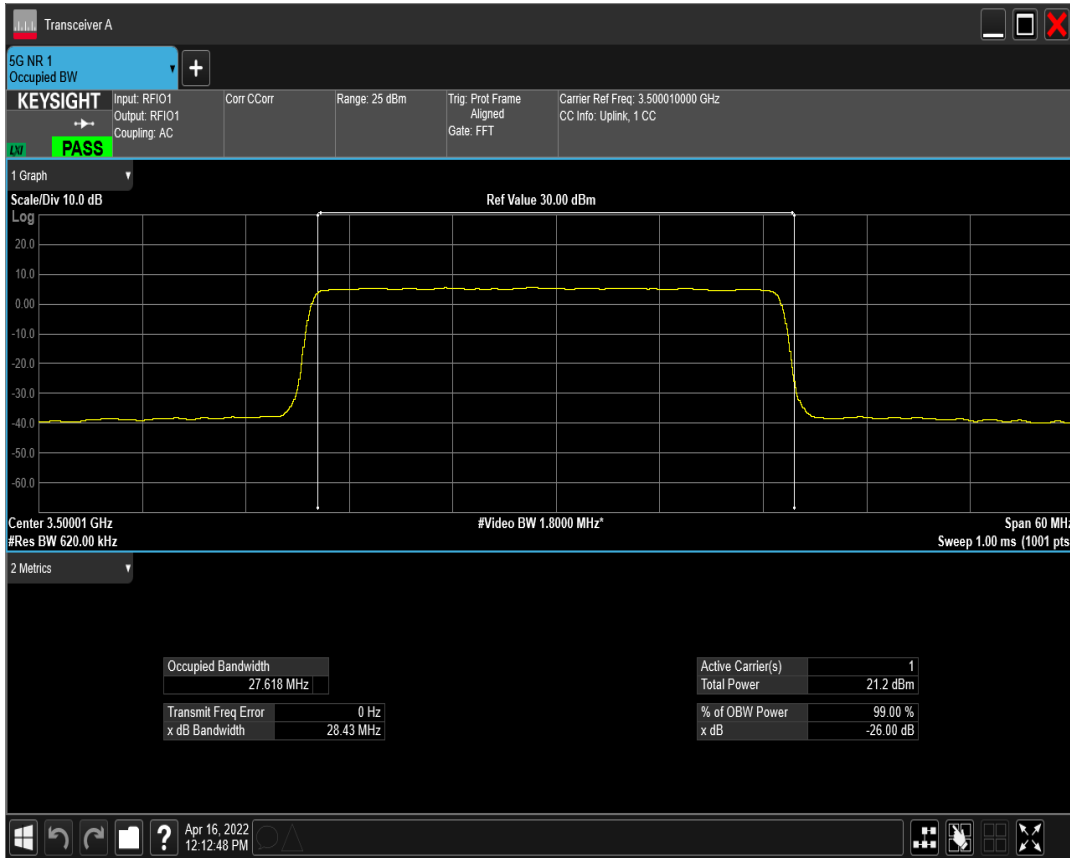 Transceiver A
5G NR 1
Occupied BW
+
KEYSIGHT
LXI
PASS
Input: RFIO1
Output: RFIO1
Coupling: AC
Corr CCorr
Range: 25 dBm
Trig: Prot Frame
Aligned
Gate: FFT
Carrier Ref Freq: 3.500010000 GHz
CC Info: Uplink, 1 CC
1 Graph
Scale/Div 10.0 dB
Ref Value 30.00 dBm
Log
20.0
10.0
0.00
-10.0
-20.0
-30.0
-40.0
-50.0
-60.0
Center 3.50001 GHz
#Video BW 1.8000 MHz*
Span 60 MHz
#Res BW 620.00 kHz
Sweep 1.00 ms (1001 pts
2 Metrics
Occupied Bandwidth
27.618 MHz
Transmit Freq Error 0 Hz
x dB Bandwidth 28.43 MHz
Active Carrier(s) 1
Total Power 21.2 dBm
% of OBW Power 99.00 %
x dB -26.00 dB
?
Apr 16, 2022
12:12:48 PM